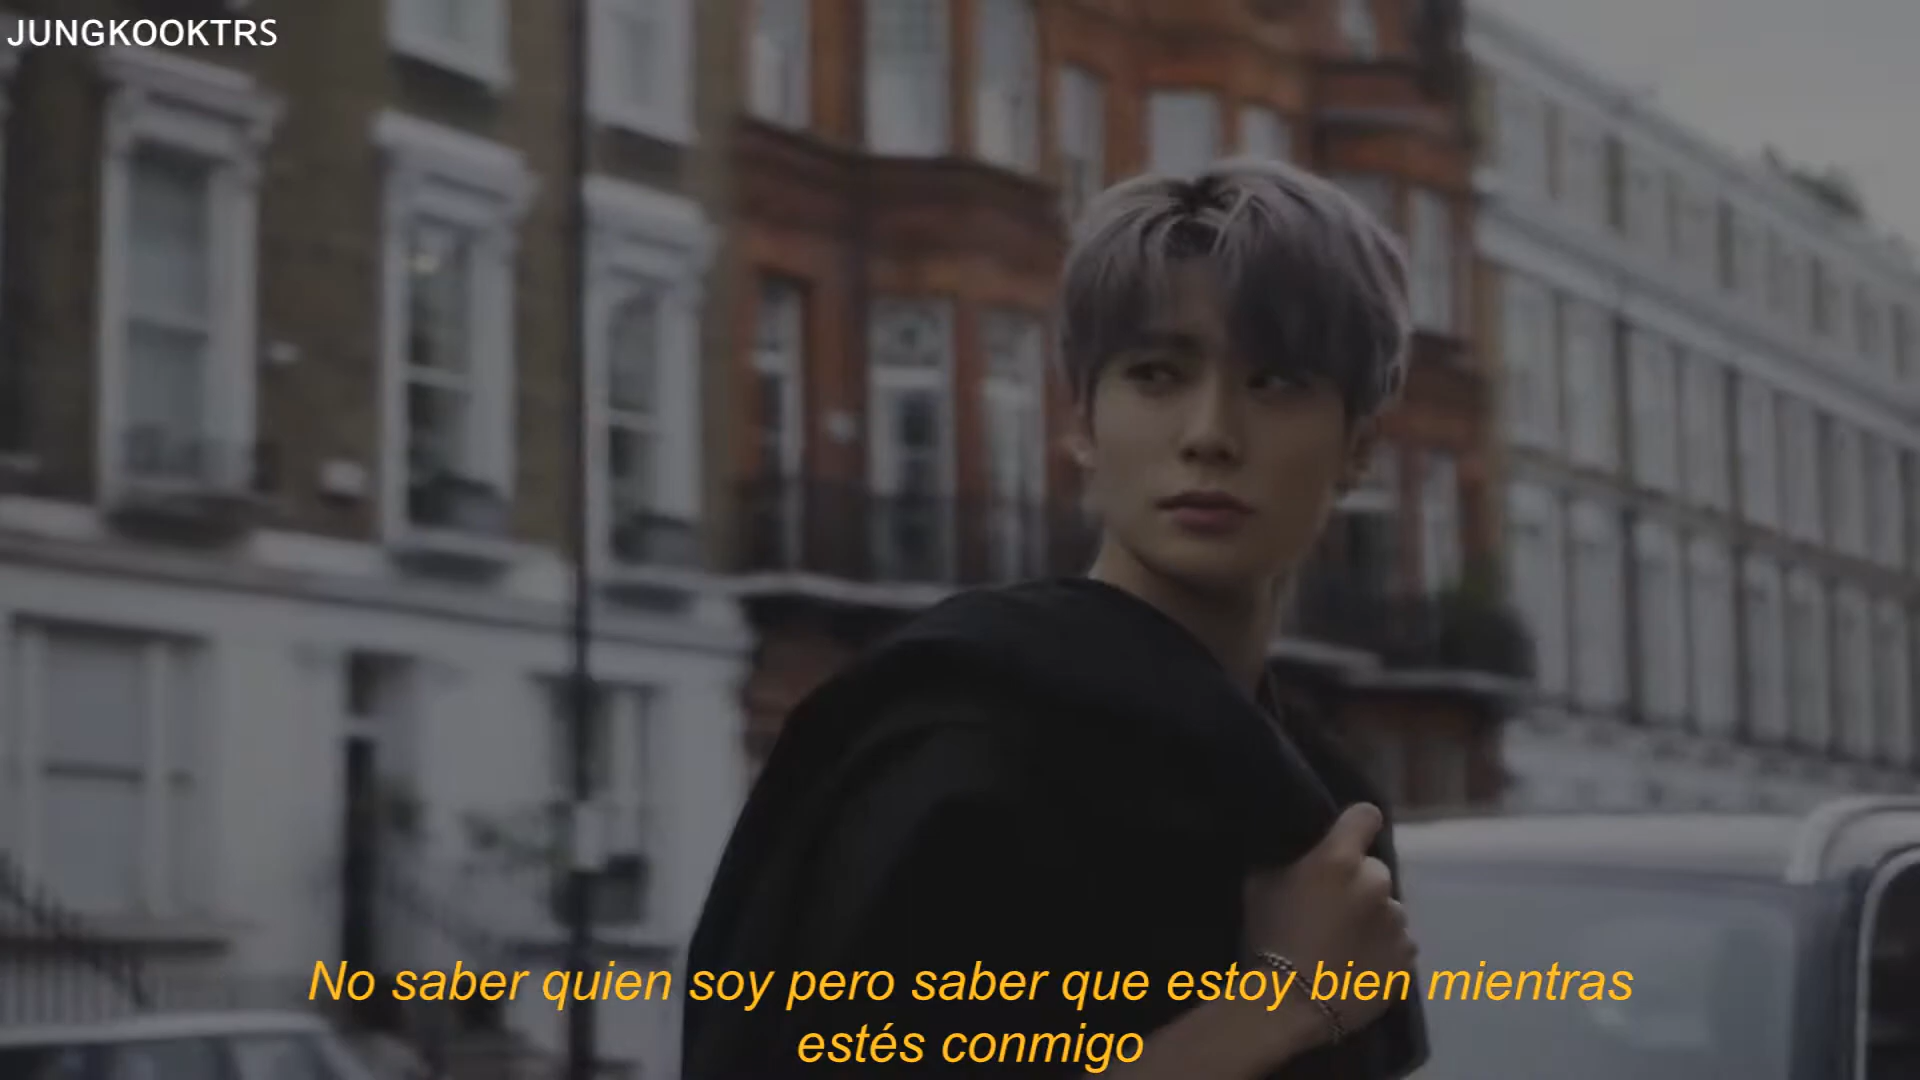 JUNGKOOKTRS
No saber quien soy pero saber que estoy bien mientras
estés conmigo